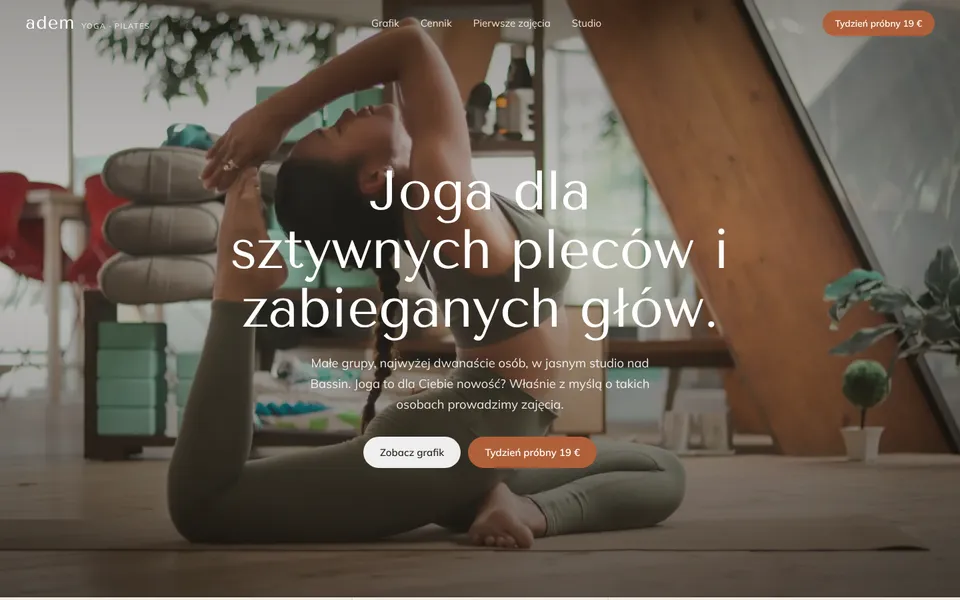 adem YOGA · PILATES
Grafik Cennik Pierwsze zajęcia Studio
Tydzień próbny 19 €
Joga dla
sztywnych pleców i
zabieganych głów.
Małe grupy, najwyżej dwanaście osób, w jasnym studio nad
Bassin. Joga to dla Ciebie nowość? Właśnie z myślą o takich
osobach prowadzimy zajęcia.
Zobacz grafik Tydzień próbny 19 €